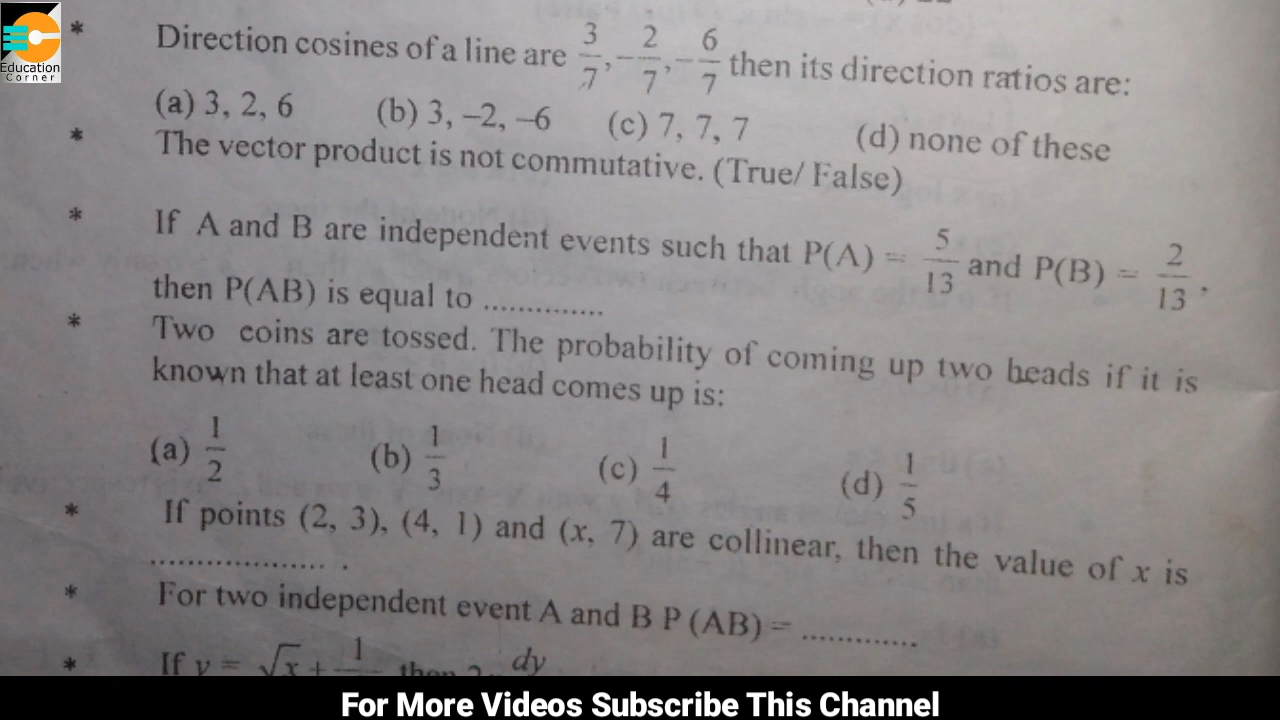 Education
Corner
* Direction cosines of a line are 3/7, -2/7, -6/7 then its direction ratios are:
(a) 3, 2, 6 (b) 3, –2, –6 (c) 7, 7, 7 (d) none of these
* The vector product is not commutative. (True/ False)
* If A and B are independent events such that P(A) = 5/13 and P(B) = 2/13,
then P(AB) is equal to ..............
* Two coins are tossed. The probability of coming up two heads if it is
known that at least one head comes up is:
(a) 1/2 (b) 1/3 (c) 1/4 (d) 1/5
* If points (2, 3), (4, 1) and (x, 7) are collinear, then the value of x is
.................... .
* For two independent event A and B P (AB) = .............
* If y = √x + 1 then dy
For More Videos Subscribe This Channel